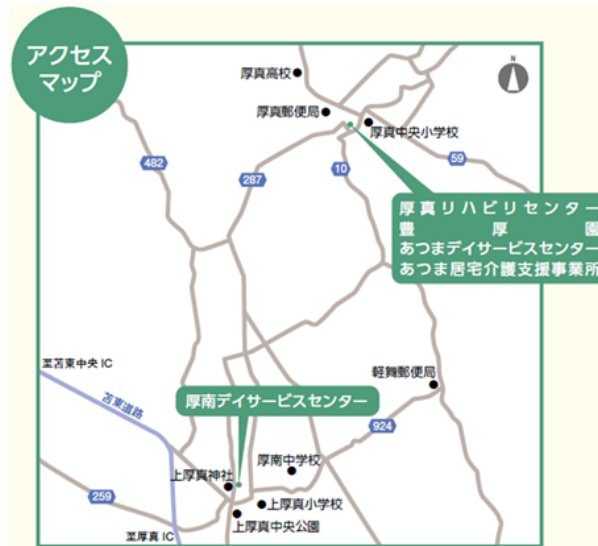 アクセス
マップ
N
厚真高校
厚真郵便局
厚真中央小学校
482
287
10
59
厚真リハビリセンター
豊厚園
あつまデイサービスセンター
あつま居宅介護支援事業所
至苫東中央IC
軽舞郵便局
苫東道路
厚南デイサービスセンター
924
厚南中学校
上厚真神社
259
上厚真小学校
上厚真中央公園
至厚真IC